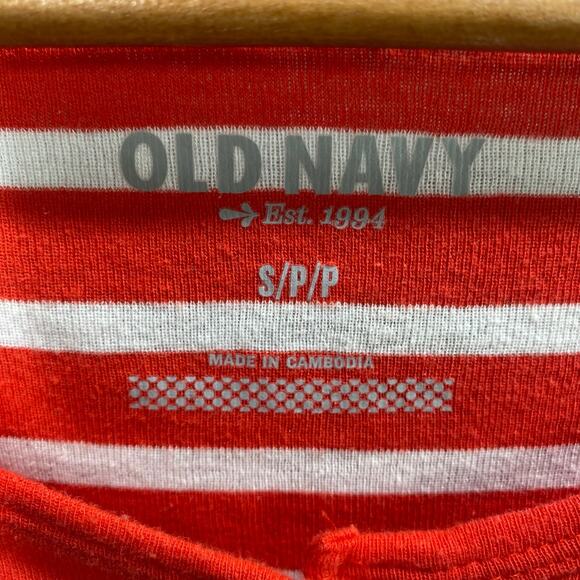 OLD NAVY
Est. 1994
S/P/P
MADE IN CAMBODIA